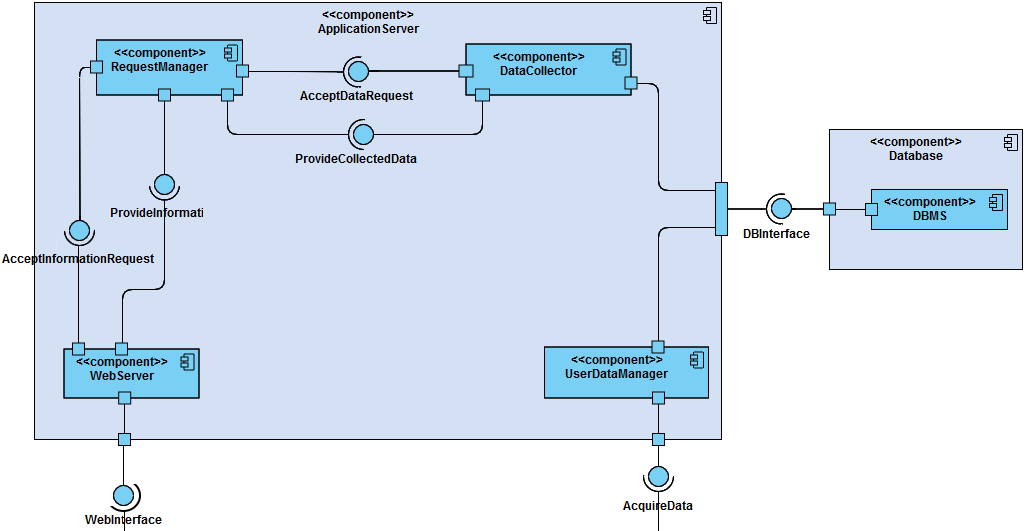 <<component>>
ApplicationServer
<<component>>
RequestManager
AcceptDataRequest
<<component>>
DataCollector
ProvideCollectedData
ProvideInformati
AcceptInformationRequest
<<component>>
Database
<<component>>
DBMS
DBInterface
<<component>>
WebServer
<<component>>
UserDataManager
WebInterface
AcquireData